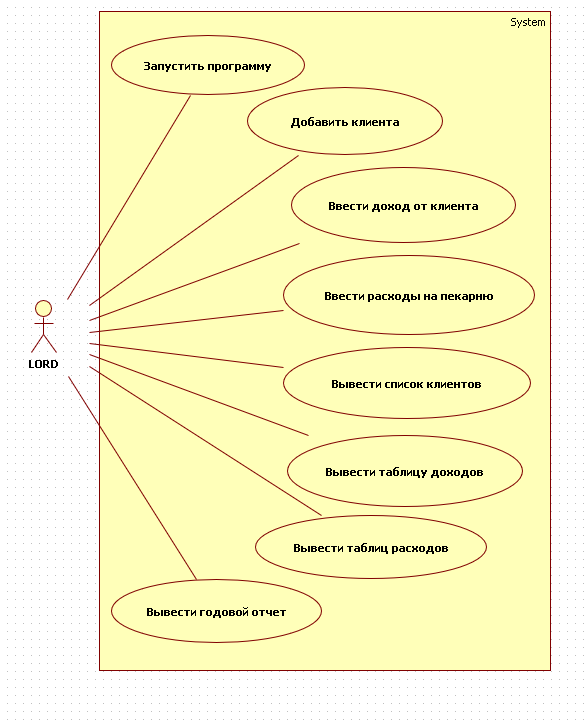 System
Запустить программу
Добавить клиента
Ввести доход от клиента
Ввести расходы на пекарню
LORD
Вывести список клиентов
Вывести таблицу доходов
Вывести таблиц расходов
Вывести годовой отчет